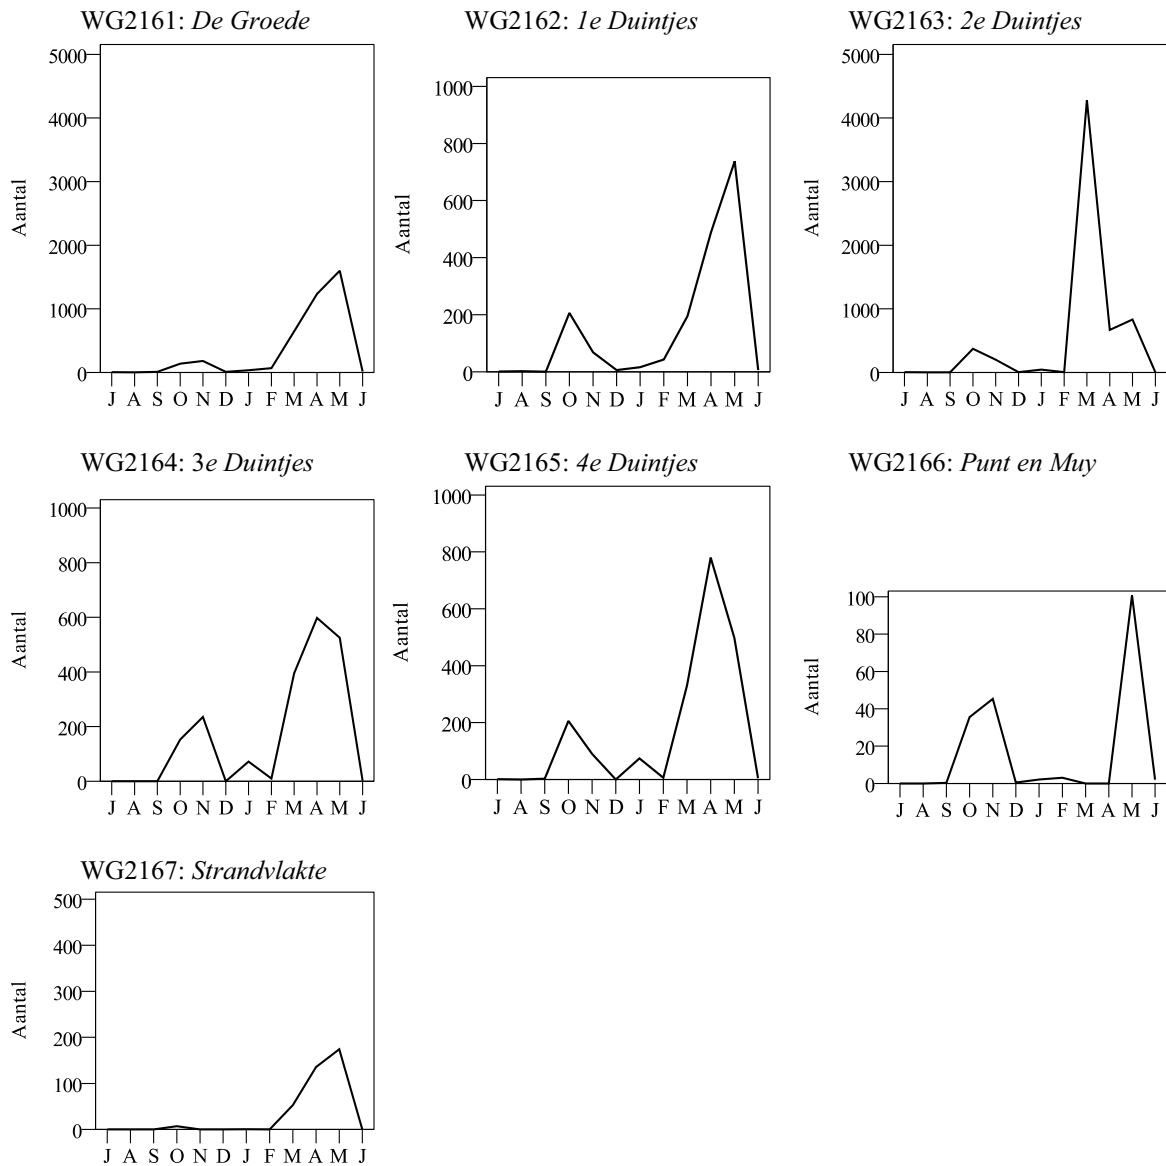 WG2161: De Groede
5000
4000
3000
2000
1000
0
Aantal
J A S O N D J F M A M J
WG2162: 1e Duintjes
1000
800
600
400
200
0
Aantal
J A S O N D J F M A M J
WG2163: 2e Duintjes
5000
4000
3000
2000
1000
0
Aantal
J A S O N D J F M A M J
WG2164: 3e Duintjes
1000
800
600
400
200
0
Aantal
J A S O N D J F M A M J
WG2165: 4e Duintjes
1000
800
600
400
200
0
Aantal
J A S O N D J F M A M J
WG2166: Punt en Muy
100
80
60
40
20
0
Aantal
J A S O N D J F M A M J
WG2167: Strandvlakte
500
400
300
200
100
0
Aantal
J A S O N D J F M A M J